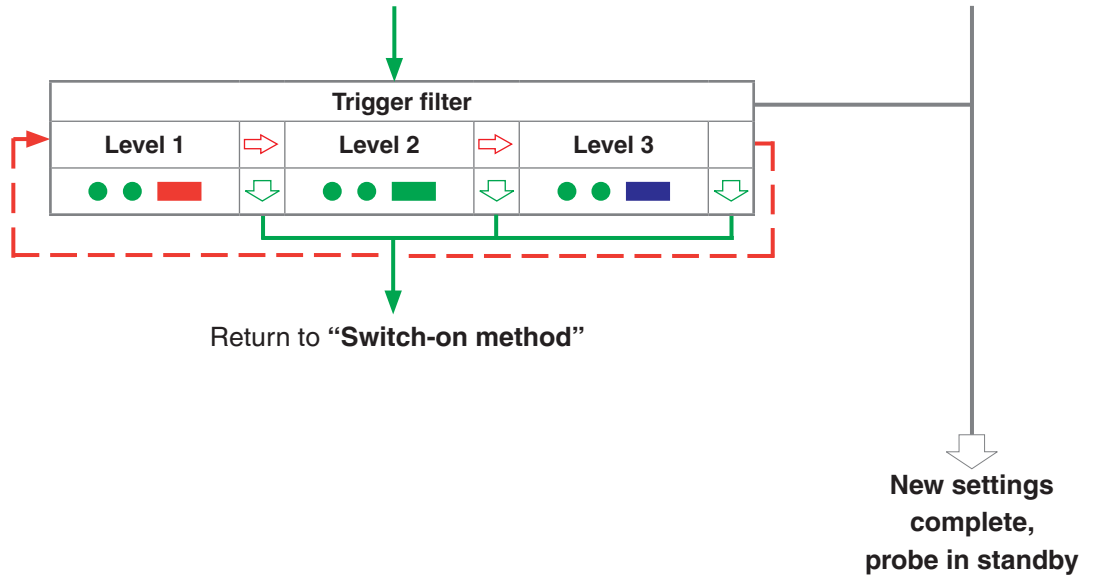 Trigger filter
Level 1
Level 2
Level 3
Return to “Switch-on method”
New settings
complete,
probe in standby